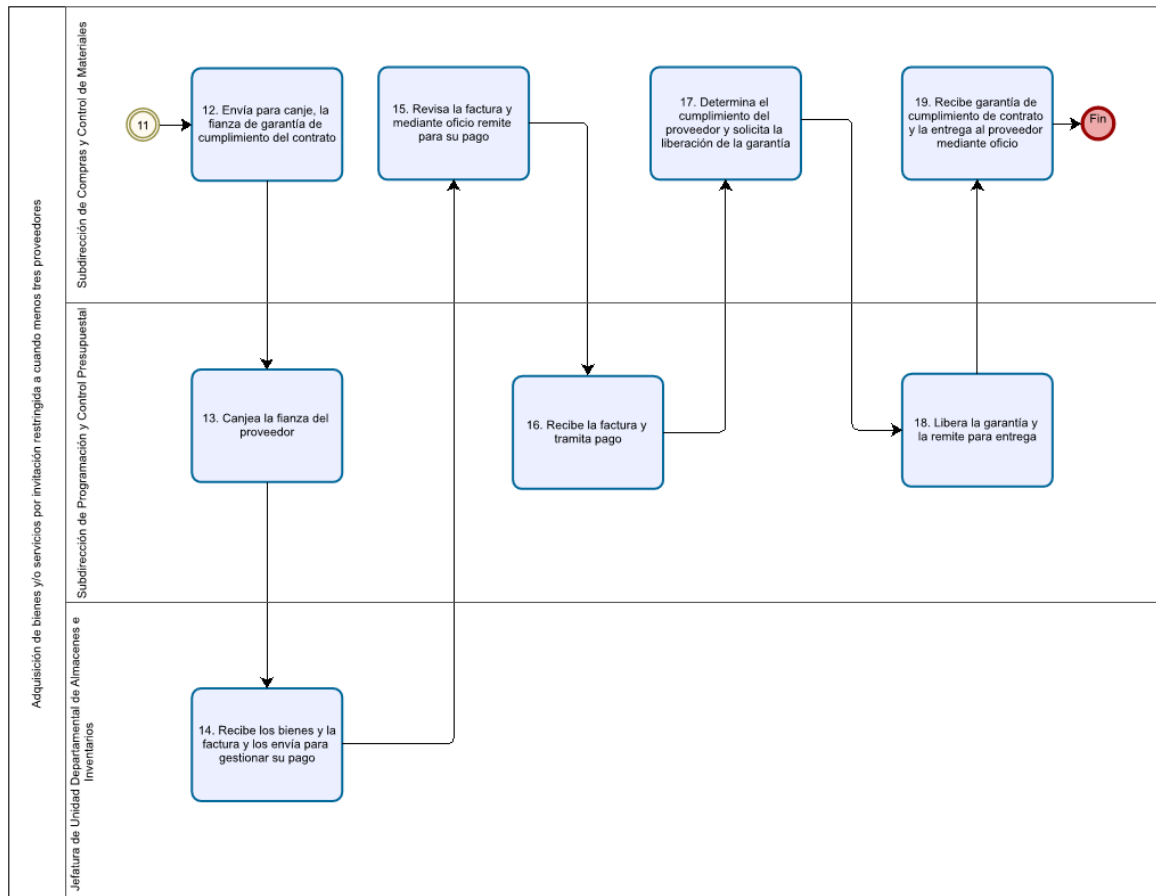 Adquisición de bienes y/o servicios por invitación restringida a cuando menos tres proveedores
Subdirección de Compras y Control de Materiales
11
12. Envía para canje, la
fianza de garantía de
cumplimiento del contrato
15. Revisa la factura y
mediante oficio remite
para su pago
17. Determina el
cumplimiento del
proveedor y solicita la
liberación de la garantía
19. Recibe garantía de
cumplimiento de contrato
y la entrega al proveedor
mediante oficio
Fin
Subdirección de Programación y Control Presupuestal
13. Canjea la fianza del
proveedor
16. Recibe la factura y
tramita pago
18. Libera la garantía y
la remite para entrega
Jefatura de Unidad Departamental de Almacenes e
Inventarios
14. Recibe los bienes y la
factura y los envía para
gestionar su pago